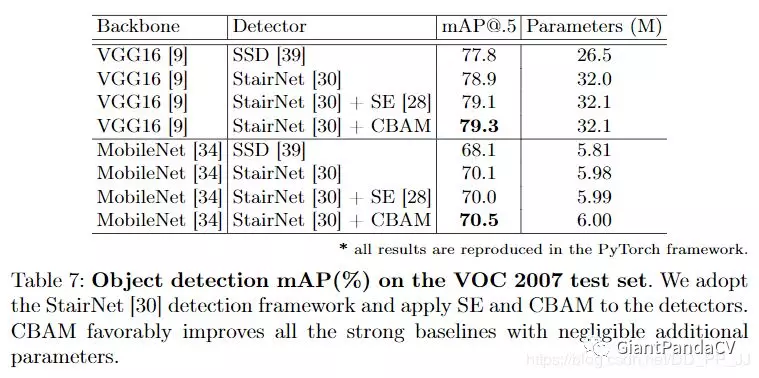 Backbone Detector mAP@.5 Parameters (M)
VGG16 [9] SSD [39] 77.8 26.5
VGG16 [9] StairNet [30] 78.9 32.0
VGG16 [9] StairNet [30] + SE [28] 79.1 32.1
VGG16 [9] StairNet [30] + CBAM 79.3 32.1
MobileNet [34] SSD [39] 68.1 5.81
MobileNet [34] StairNet [30] 70.1 5.98
MobileNet [34] StairNet [30] + SE [28] 70.0 5.99
MobileNet [34] StairNet [30] + CBAM 70.5 6.00
* all results are reproduced in the PyTorch framework.
Table 7: Object detection mAP(%) on the VOC 2007 test set. We adopt
the StairNet [30] detection framework and apply SE and CBAM to the detectors.
CBAM favorably improves all the strong baselines with negligible additional
parameters.
GiantPandaCV